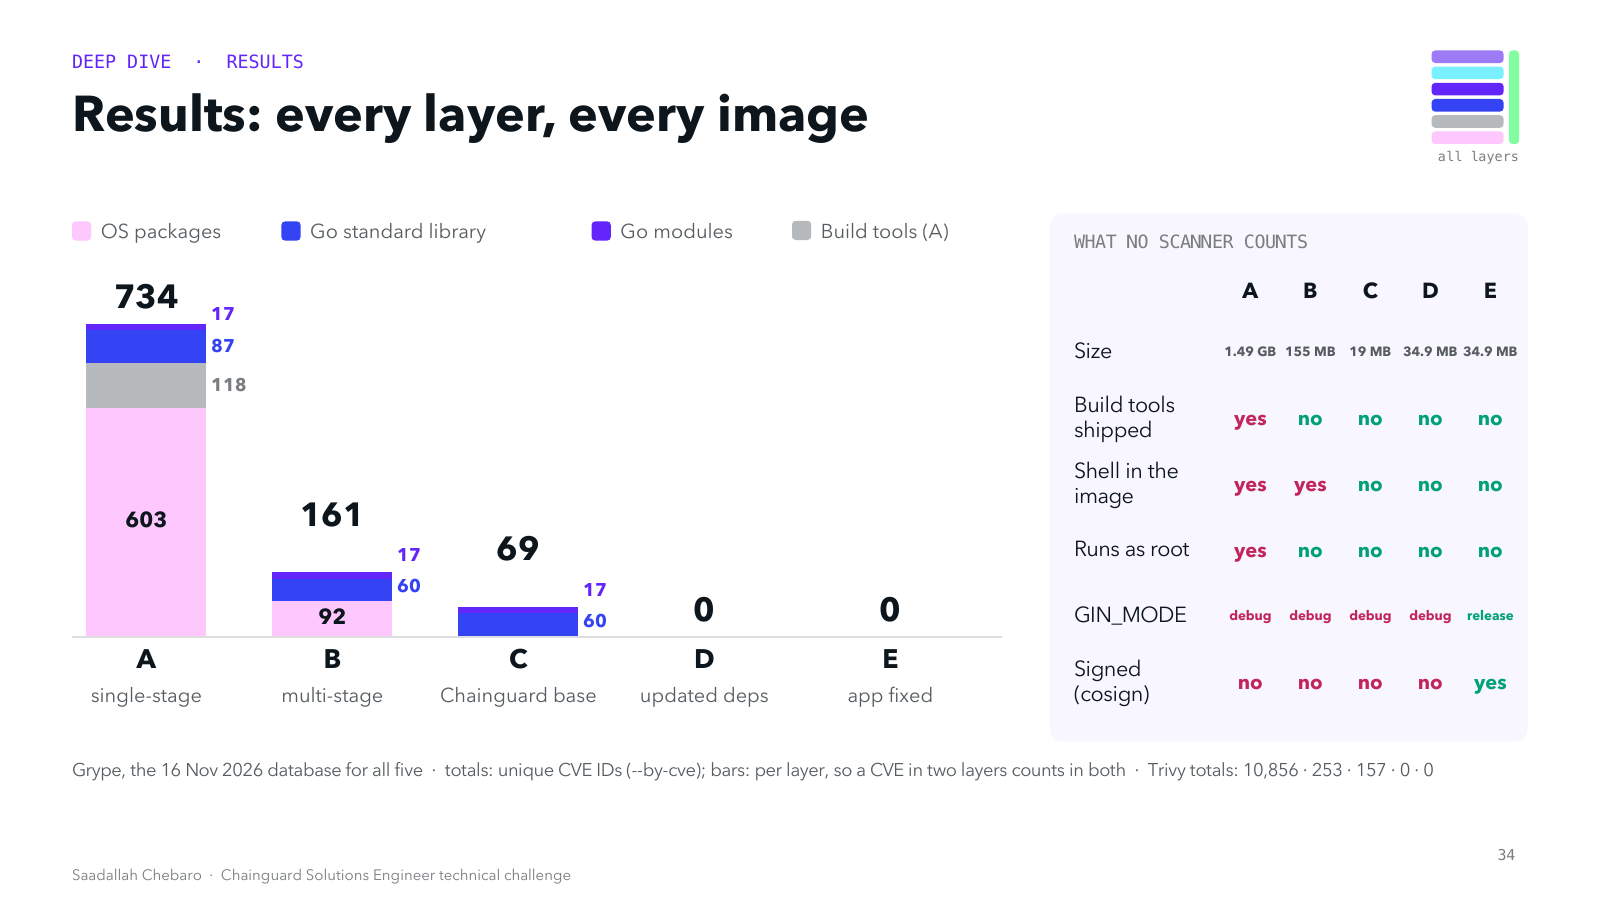 DEEP DIVE · RESULTS
Results: every layer, every image
all layers
OS packages
Go standard library
Go modules
Build tools (A)
734
17
87
118
603
161
17
60
92
69
17
60
0
0
A B C D E
single-stage multi-stage Chainguard base updated deps app fixed
WHAT NO SCANNER COUNTS
A B C D E
Size 1.49 GB 155 MB 19 MB 34.9 MB 34.9 MB
Build tools
shipped yes no no no no
Shell in the
image yes yes no no no
Runs as root yes no no no no
GIN_MODE debug debug debug debug release
Signed
(cosign) no no no no yes
Grype, the 16 Nov 2026 database for all five · totals: unique CVE IDs (--by-cve); bars: per layer, so a CVE in two layers counts in both · Trivy totals: 10,856 · 253 · 157 · 0 · 0
34
Saadallah Chebaro · Chainguard Solutions Engineer technical challenge